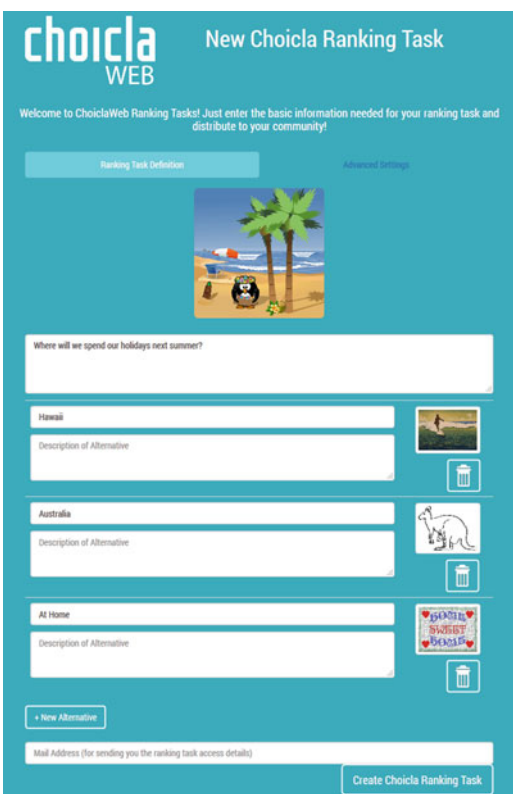 choicla
WEB
New Choicla Ranking Task
Welcome to ChoiclaWeb Ranking Tasks! Just enter the basic information needed for your ranking task and
distribute to your community!
Ranking Task Definition
Advanced Settings
Where will we spend our holidays next summer?
Hawaii
Description of Alternative
Australia
Description of Alternative
At Home
Description of Alternative
HOME
SWEET
HOME
+ New Alternative
Mail Address (for sending you the ranking task access details)
Create Choicla Ranking Task